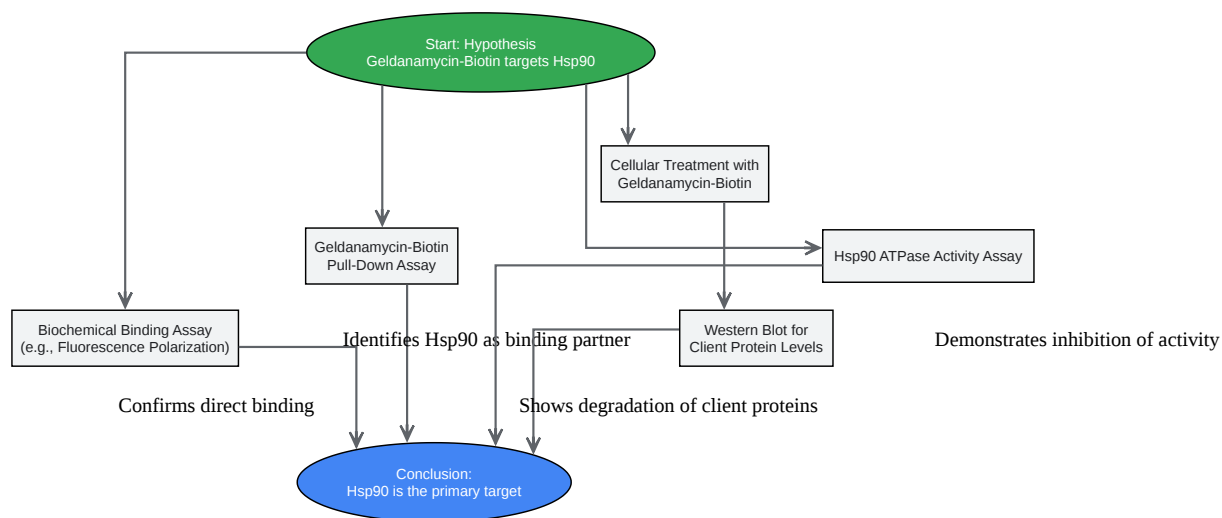 Start: Hypothesis
Geldanamycin-Biotin targets Hsp90
Cellular Treatment with
Geldanamycin-Biotin
Geldanamycin-Biotin
Pull-Down Assay
Hsp90 ATPase Activity Assay
Biochemical Binding Assay
(e.g., Fluorescence Polarization)
Identifies Hsp90 as binding partner
Western Blot for
Client Protein Levels
Demonstrates inhibition of activity
Confirms direct binding
Shows degradation of client proteins
Conclusion:
Hsp90 is the primary target